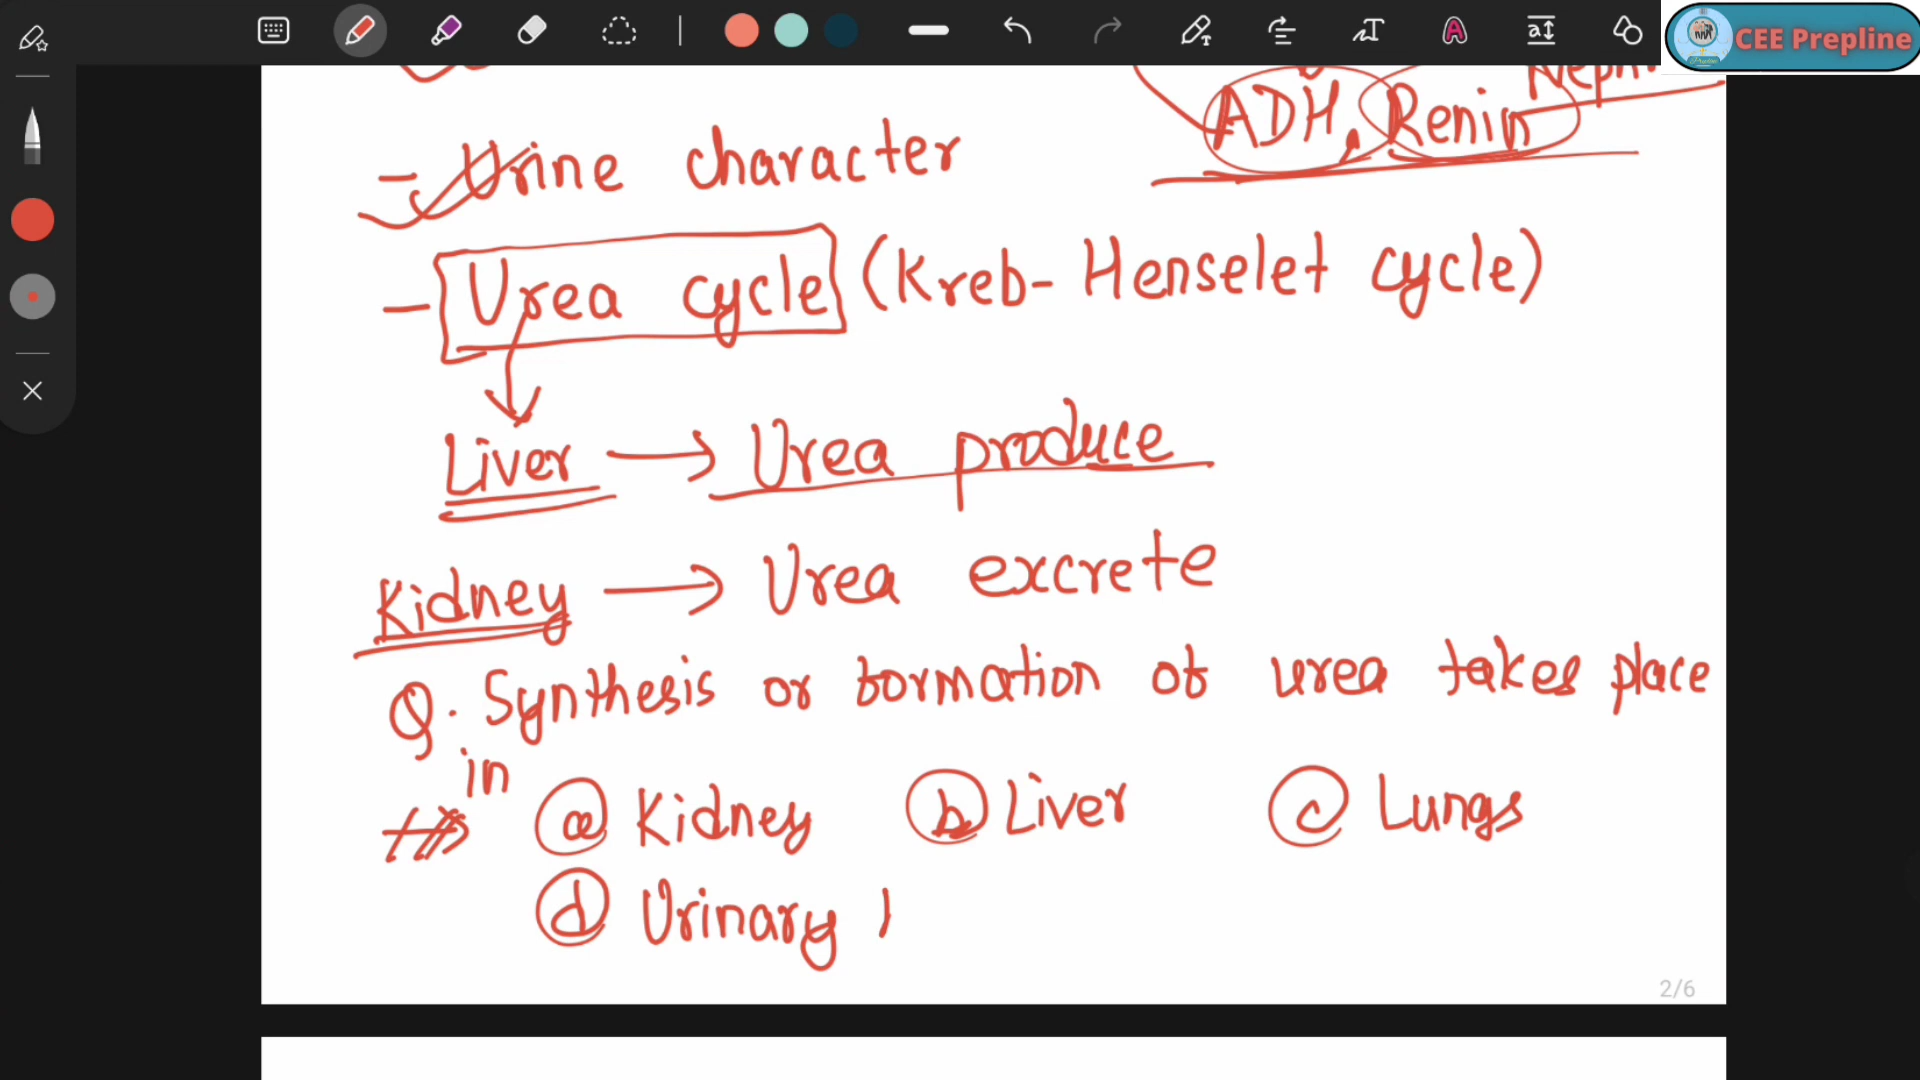 CEE Prepline
ADH, Renin
- Urine character
- Urea cycle (Kreb-Henselet cycle)
Liver → Urea produce
Kidney → Urea excrete
Q. Synthesis or formation of urea takes place
in
ⓐ Kidney ⓑ Liver ⓒ Lungs
ⓓ Urinary
2/6